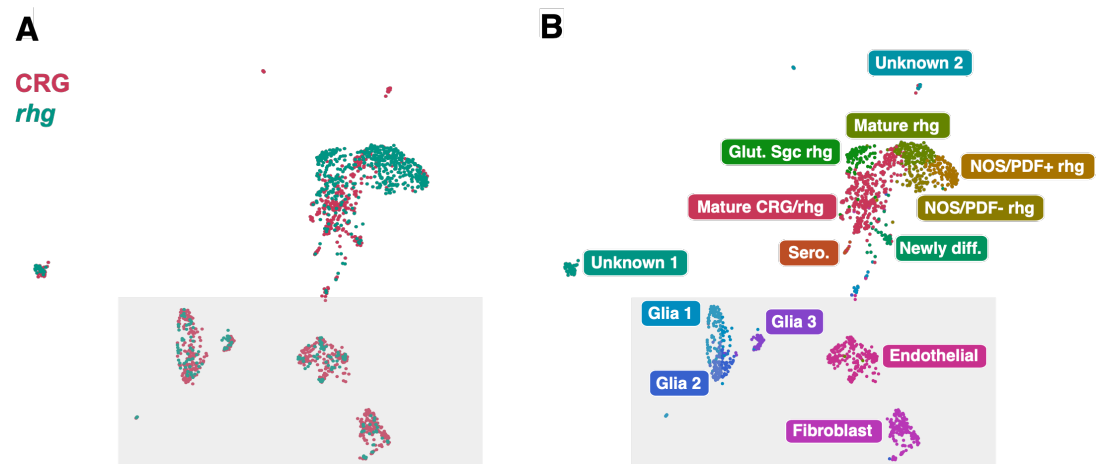 A
B
CRG
rhg
Unknown 2
Mature rhg
Glut. Sgc rhg
NOS/PDF+ rhg
Mature CRG/rhg
NOS/PDF- rhg
Sero.
Newly diff.
Unknown 1
Glia 1
Glia 3
Endothelial
Glia 2
Fibroblast